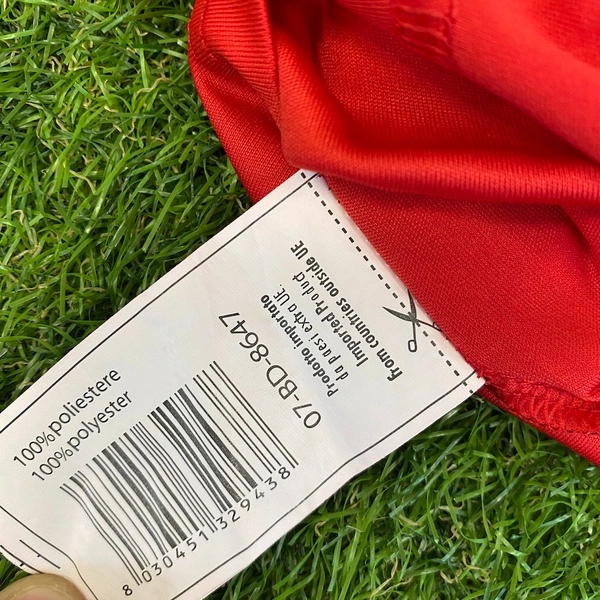 Prodotto importato
da paesi extra UE
Imported Product
from countries outside UE
07-BD-8647
100%poliestere
100%polyester
8 030451 329438